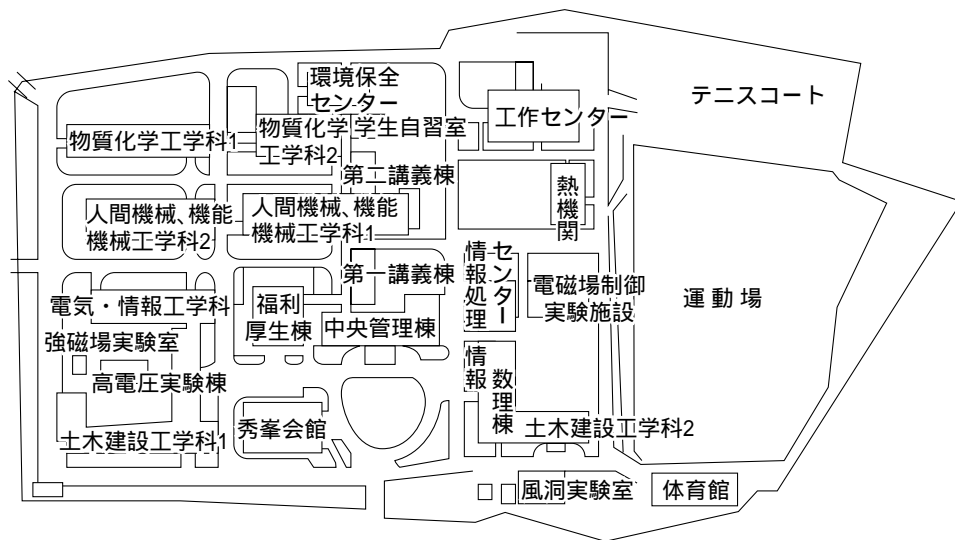 環境保全
センター
テニスコート
工作センター
物質化学工学科1
物質化学
工学科2
学生自習室
第二講義棟
熱機関
人間機械、機能
機械工学科2
人間機械、機能
機械工学科1
第一講義棟
情報処理
センター
電磁場制御
実験施設
運動場
電気・情報工学科
福利
厚生棟
中央管理棟
強磁場実験室
高電圧実験棟
情報
数理棟
土木建設工学科1
秀峯会館
土木建設工学科2
風洞実験室
体育館